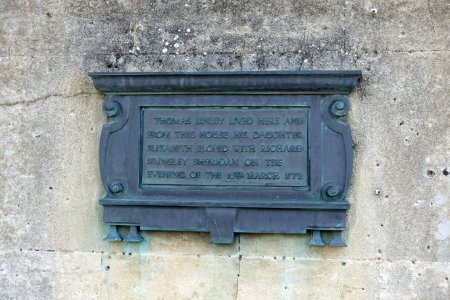 THOMAS LINLEY LIVED HERE AND
FROM THIS HOUSE HIS DAUGHTER
ELIZABETH ELOPED WITH RICHARD
BRINSLEY SHERIDAN ON THE
EVENING OF THE 18TH MARCH 1772